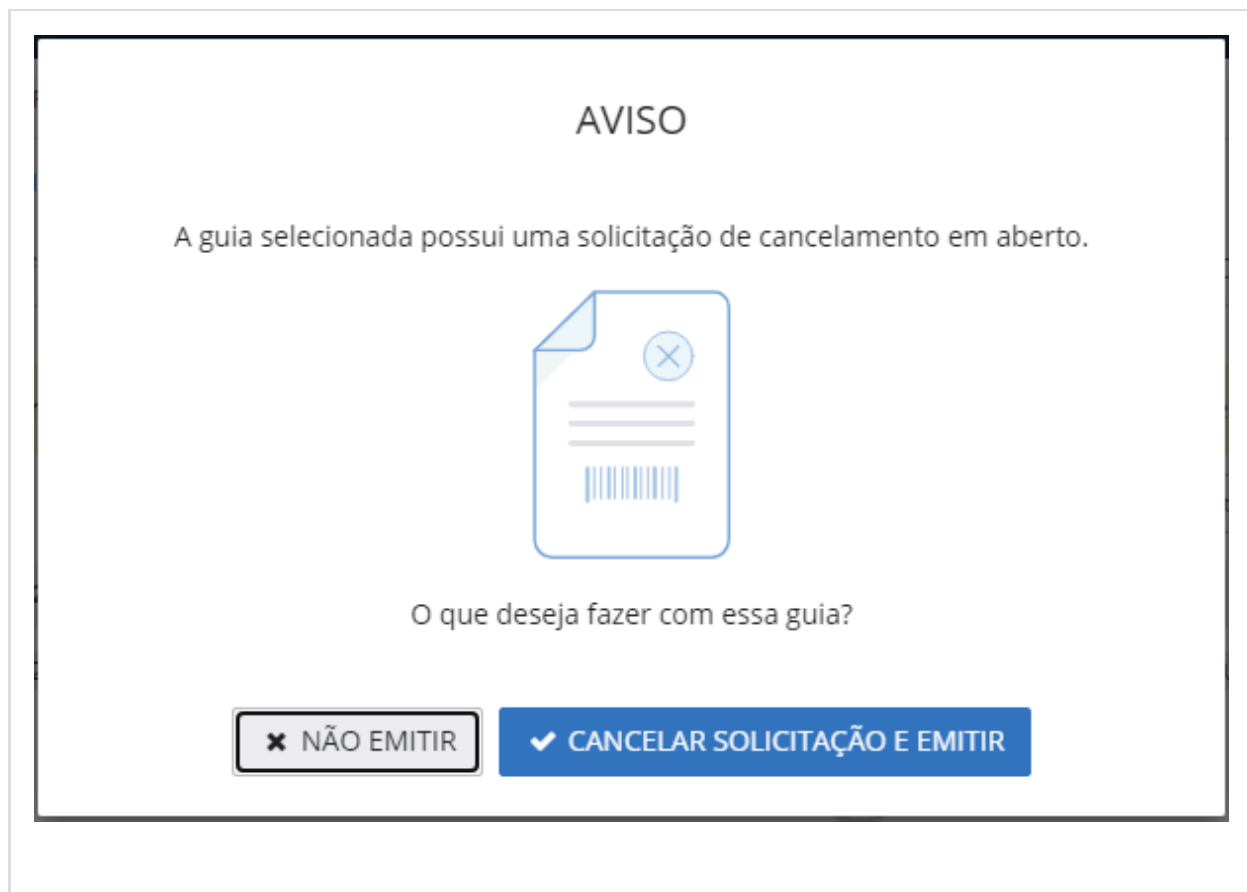 AVISO
A guia selecionada possui uma solicitação de cancelamento em aberto.
O que deseja fazer com essa guia?
NÃO EMITIR
CANCELAR SOLICITAÇÃO E EMITIR